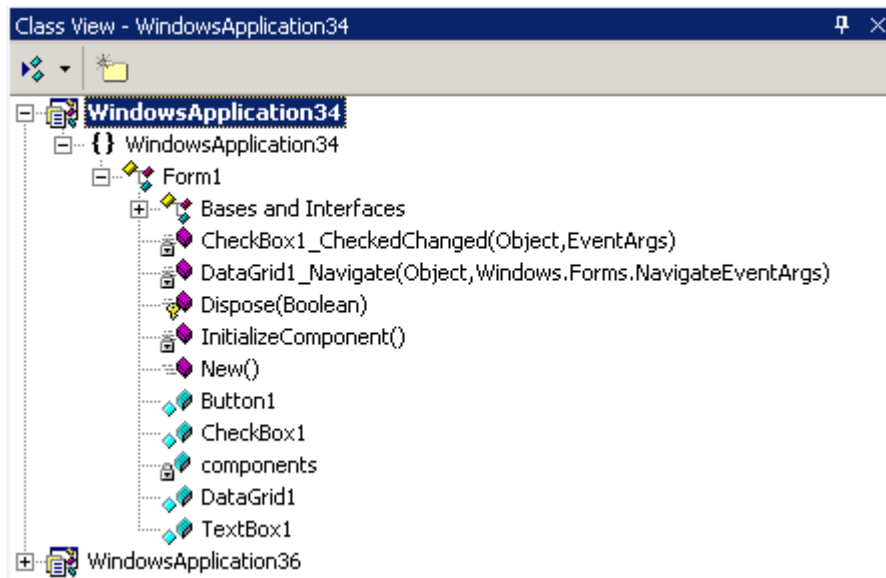 Class View - WindowsApplication34
WindowsApplication34
{} WindowsApplication34
Form1
Bases and Interfaces
CheckBox1_CheckedChanged(Object,EventArgs)
DataGrid1_Navigate(Object,Windows.Forms.NavigateEventArgs)
Dispose(Boolean)
InitializeComponent()
New()
Button1
CheckBox1
components
DataGrid1
TextBox1
WindowsApplication36